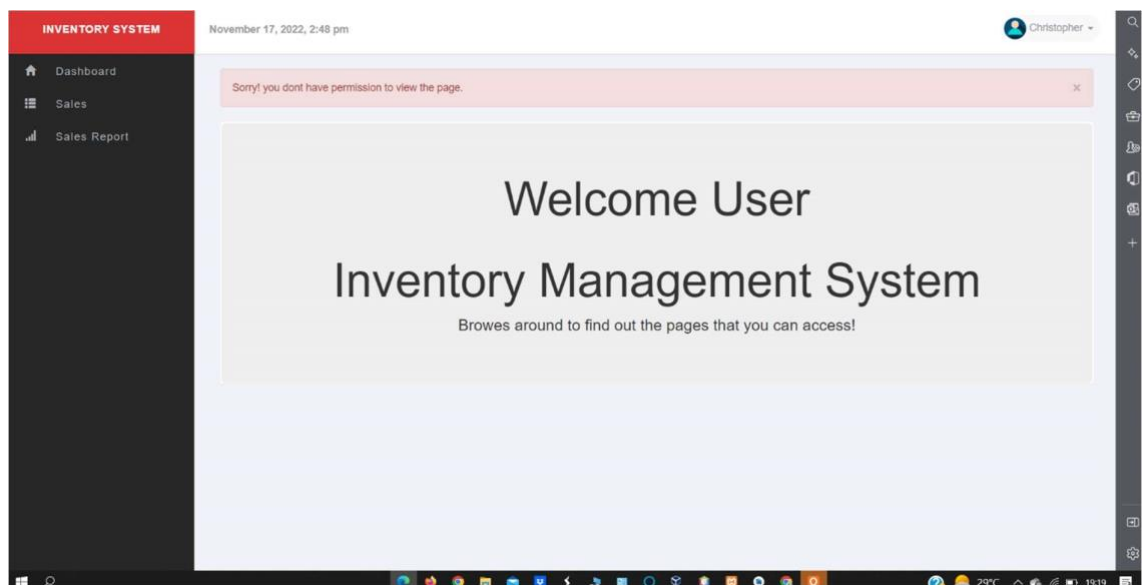 INVENTORY SYSTEM
November 17, 2022, 2:48 pm
Christopher
Dashboard
Sales
Sales Report
Sorry! you dont have permission to view the page.
×
Welcome User
Inventory Management System
Browes around to find out the pages that you can access!
29°C
19:19